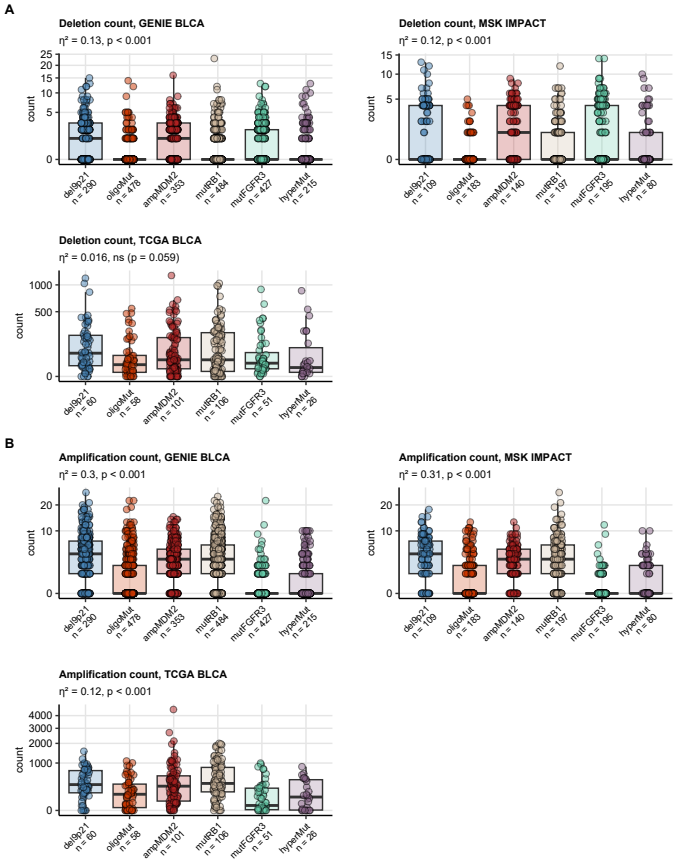 A
Deletion count, GENIE BLCA
η² = 0.13, p < 0.001
count
25
20
15
10
5
0
del9p21
n = 290
oligoMut
n = 478
ampMDM2
n = 353
mutRB1
n = 484
mutFGFR3
n = 427
hyperMut
n = 215
Deletion count, MSK IMPACT
η² = 0.12, p < 0.001
count
15
10
5
0
del9p21
n = 109
oligoMut
n = 183
ampMDM2
n = 140
mutRB1
n = 197
mutFGFR3
n = 195
hyperMut
n = 80
Deletion count, TCGA BLCA
η² = 0.016, ns (p = 0.059)
count
1000
500
0
del9p21
n = 60
oligoMut
n = 58
ampMDM2
n = 101
mutRB1
n = 106
mutFGFR3
n = 51
hyperMut
n = 26
B
Amplification count, GENIE BLCA
η² = 0.3, p < 0.001
count
20
10
0
del9p21
n = 290
oligoMut
n = 478
ampMDM2
n = 353
mutRB1
n = 484
mutFGFR3
n = 427
hyperMut
n = 215
Amplification count, MSK IMPACT
η² = 0.31, p < 0.001
count
20
10
0
del9p21
n = 109
oligoMut
n = 183
ampMDM2
n = 140
mutRB1
n = 197
mutFGFR3
n = 195
hyperMut
n = 80
Amplification count, TCGA BLCA
η² = 0.12, p < 0.001
count
4000
3000
2000
1000
0
del9p21
n = 60
oligoMut
n = 58
ampMDM2
n = 101
mutRB1
n = 106
mutFGFR3
n = 51
hyperMut
n = 26